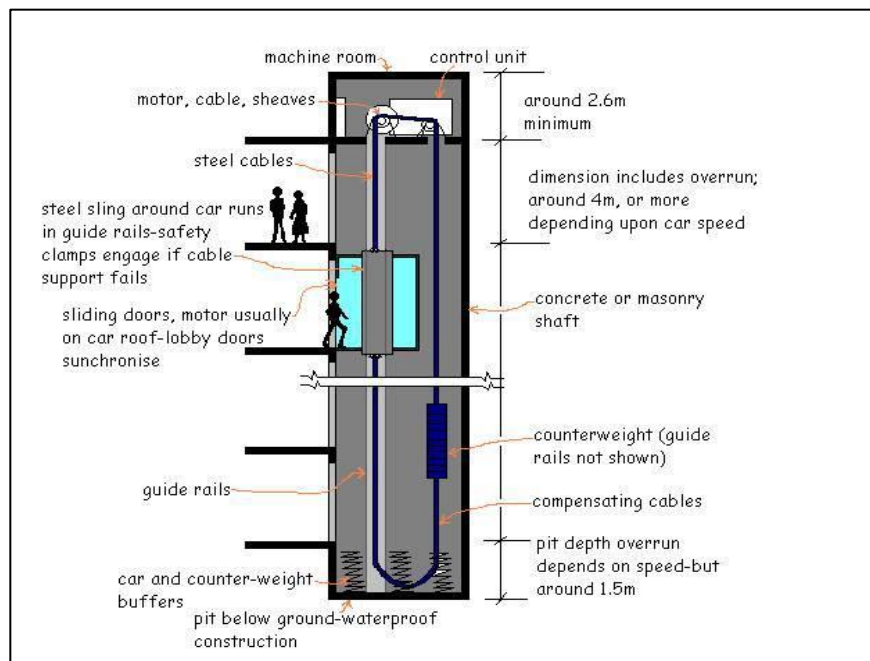 machine room
control unit
motor, cable, sheaves
around 2.6m
minimum
steel cables
dimension includes overrun;
around 4m, or more
depending upon car speed
steel sling around car runs
in guide rails-safety
clamps engage if cable
support fails
sliding doors, motor usually
on car roof-lobby doors
sunchronise
concrete or masonry
shaft
counterweight (guide
rails not shown)
guide rails
compensating cables
pit depth overrun
depends on speed-but
around 1.5m
car and counter-weight
buffers
pit below ground-waterproof
construction